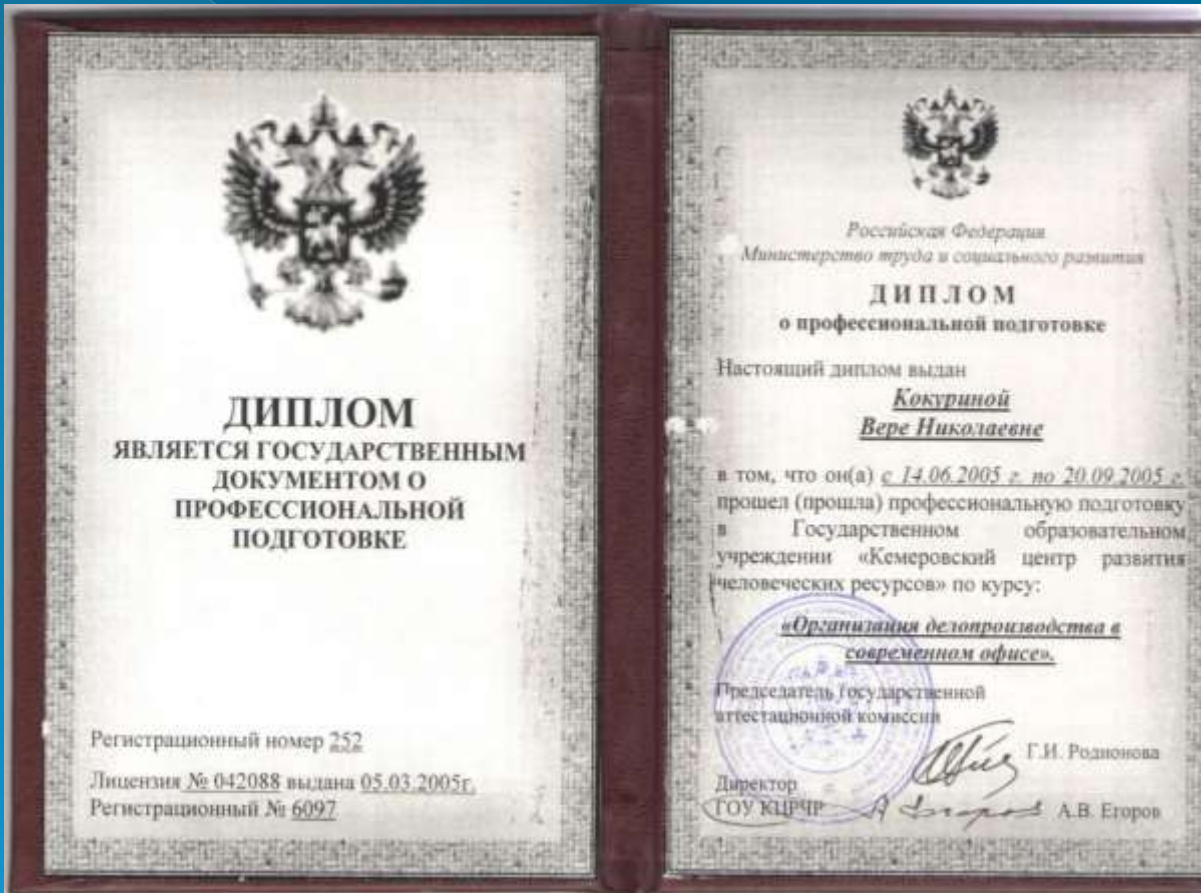 ДИПЛОМ
ЯВЛЯЕТСЯ ГОСУДАРСТВЕННЫМ
ДОКУМЕНТОМ О
ПРОФЕССИОНАЛЬНОЙ
ПОДГОТОВКЕ
Регистрационный номер 252
Лицензия № 042088 выдана 05.03.2005г.
Регистрационный № 6097
Российская Федерация
Министерство труда и социального развития
ДИПЛОМ
о профессиональной подготовке
Настоящий диплом выдан
Кокуриной
Вере Николаевне
в том, что он(а) с 14.06.2005 г. по 20.09.2005 г.
прошел (прошла) профессиональную подготовку
в Государственном образовательном
учреждении «Кемеровский центр развития
человеческих ресурсов» по курсу:
«Организация делопроизводства в
современном офисе».
Председатель Государственной
аттестационной комиссии
Г.И. Родионова
Директор
ГОУ КЦРЧР А Егоров А.В. Егоров